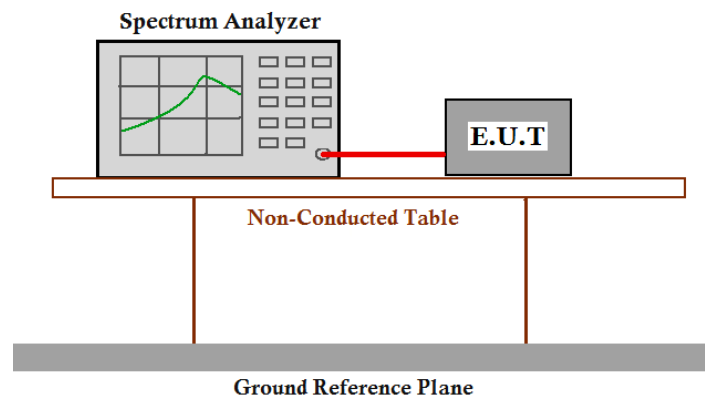 Spectrum Analyzer
E.U.T
Non-Conducted Table
Ground Reference Plane